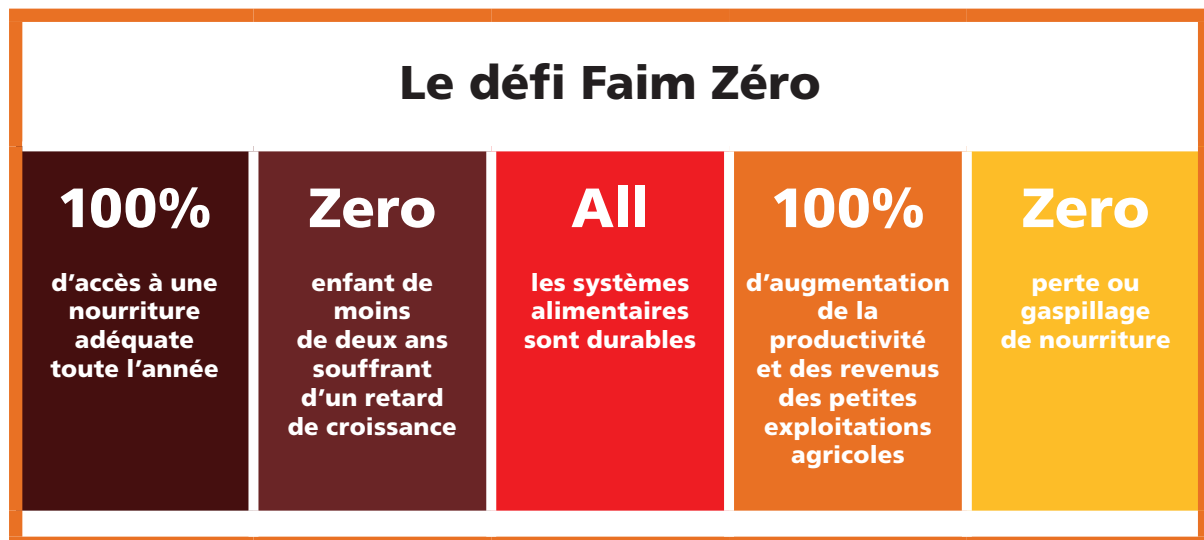 Le défi Faim Zéro
100%
d’accès à une
nourriture
adéquate
toute l’année
Zero
enfant de
moins
de deux ans
souffrant
d’un retard
de croissance
All
les systèmes
alimentaires
sont durables
100%
d’augmentation
de la
productivité
et des revenus
des petites
exploitations
agricoles
Zero
perte ou
gaspillage
de nourriture